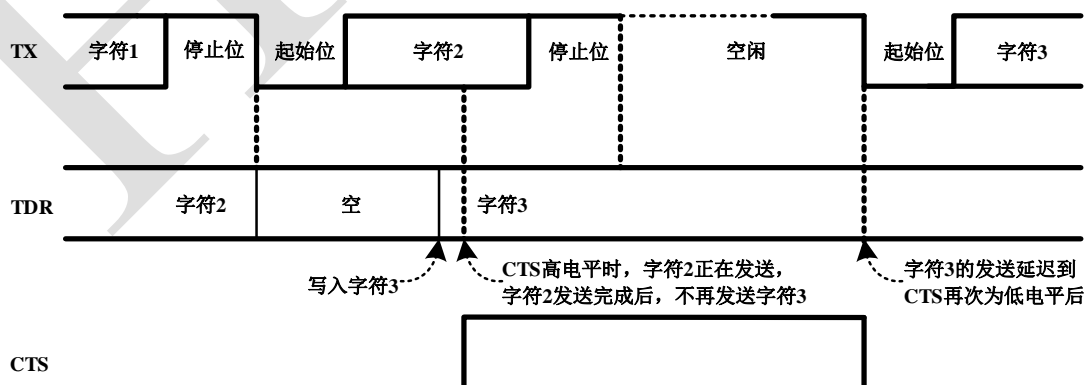 TX 字符1 停止位 起始位 字符2 停止位 空闲 起始位 字符3
TDR 字符2 空 字符3
写入字符3
CTS高电平时，字符2正在发送，
字符2发送完成后，不再发送字符3
字符3的发送延迟到
CTS再次为低电平后
CTS